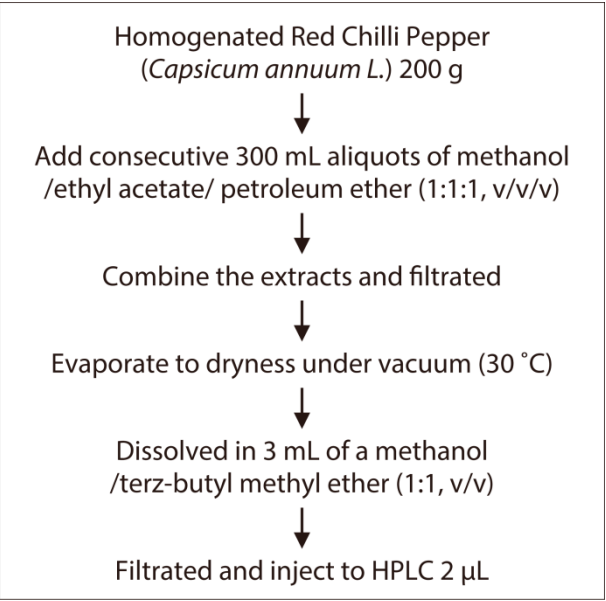 Homogenated Red Chilli Pepper
(Capsicum annuum L.) 200 g
Add consecutive 300 mL aliquots of methanol
/ethyl acetate/ petroleum ether (1:1:1, v/v/v)
Combine the extracts and filtrated
Evaporate to dryness under vacuum (30 ˚C)
Dissolved in 3 mL of a methanol
/terz-butyl methyl ether (1:1, v/v)
Filtrated and inject to HPLC 2 µL